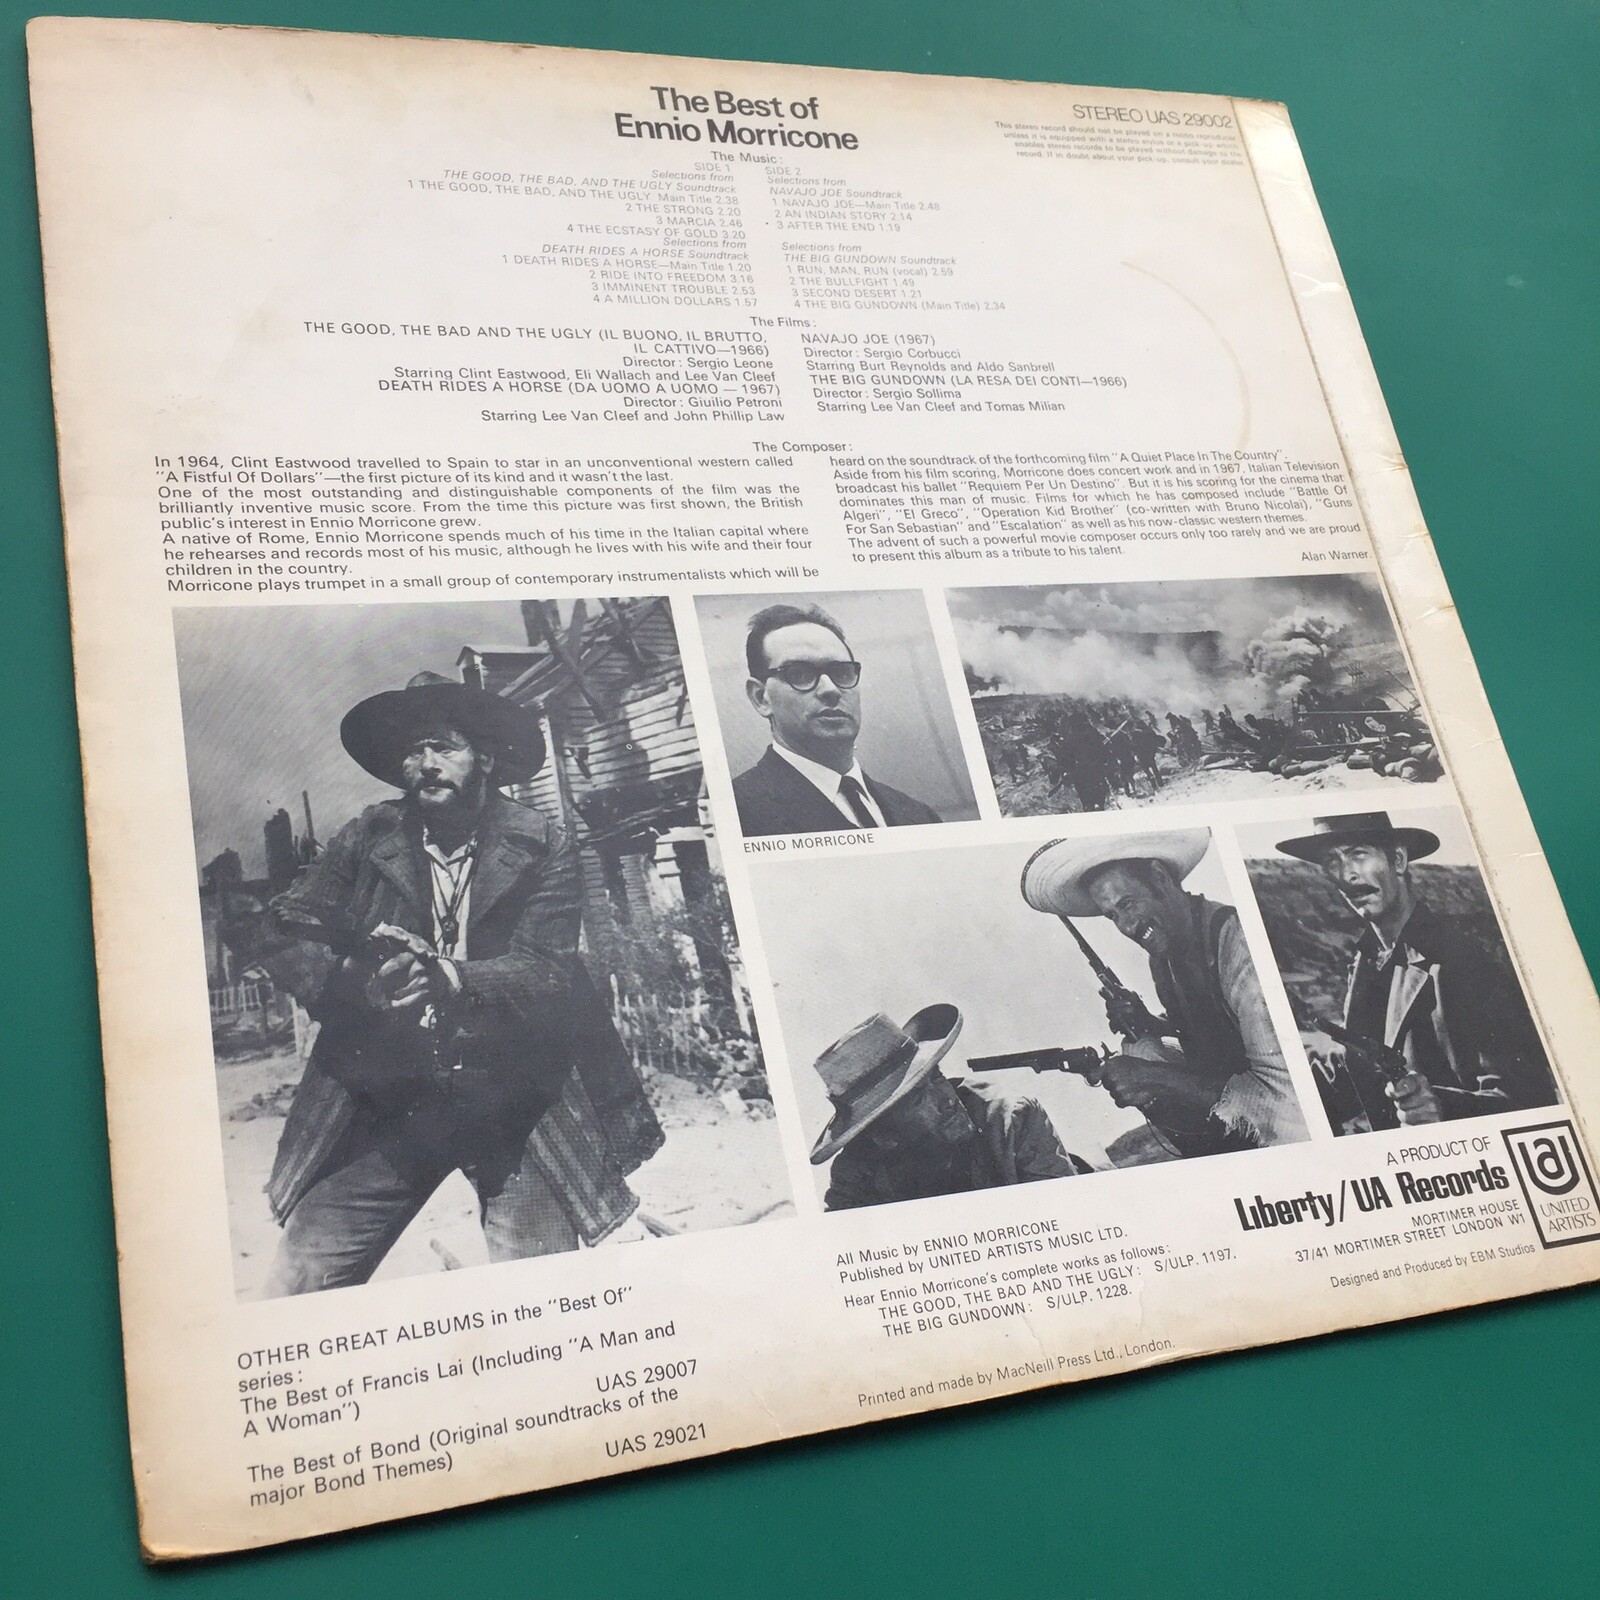 The Best of
Ennio Morricone
STEREO UAS 29002
This stereo record should not be played on a mono reproducer
unless it is equipped with a stereo stylus or a pick-up which
enables stereo records to be played without damage to the
record. If in doubt about your pick-up, consult your dealer.
The Music:
SIDE 1
Selections from
THE GOOD, THE BAD, AND THE UGLY Soundtrack
1 THE GOOD, THE BAD, AND THE UGLY. Main Title 2.38
2 THE STRONG 2.20
3 MARCIA 2.46
4 THE ECSTASY OF GOLD 3.20
Selections from
DEATH RIDES A HORSE Soundtrack
1 DEATH RIDES A HORSE—Main Title 1.20
2 RIDE INTO FREEDOM 3.16
3 IMMINENT TROUBLE 2.53
4 A MILLION DOLLARS 1.57
SIDE 2
Selections from
NAVAJO JOE Soundtrack
1 NAVAJO JOE—Main Title 2.48
2 AN INDIAN STORY 2.14
3 AFTER THE END 1.19
Selections from
THE BIG GUNDOWN Soundtrack
1 RUN, MAN, RUN (vocal) 2.59
2 THE BULLFIGHT 1.49
3 SECOND DESERT 1.21
4 THE BIG GUNDOWN (Main Title) 2.34
The Films:
THE GOOD, THE BAD AND THE UGLY (IL BUONO, IL BRUTTO,
IL CATTIVO—1966)
Director: Sergio Leone
Starring Clint Eastwood, Eli Wallach and Lee Van Cleef
DEATH RIDES A HORSE (DA UOMO A UOMO — 1967)
Director: Giuilio Petroni
Starring Lee Van Cleef and John Phillip Law
NAVAJO JOE (1967)
Director: Sergio Corbucci
Starring Burt Reynolds and Aldo Sanbrell
THE BIG GUNDOWN (LA RESA DEI CONTI—1966)
Director: Sergio Sollima
Starring Lee Van Cleef and Tomas Milian
The Composer:
In 1964, Clint Eastwood travelled to Spain to star in an unconventional western called
"A Fistful Of Dollars"—the first picture of its kind and it wasn't the last.
One of the most outstanding and distinguishable components of the film was the
brilliantly inventive music score. From the time this picture was first shown, the British
public's interest in Ennio Morricone grew.
A native of Rome, Ennio Morricone spends much of his time in the Italian capital where
he rehearses and records most of his music, although he lives with his wife and their four
children in the country.
Morricone plays trumpet in a small group of contemporary instrumentalists which will be
heard on the soundtrack of the forthcoming film "A Quiet Place In The Country".
Aside from his film scoring, Morricone does concert work and in 1967, Italian Television
broadcast his ballet "Requiem Per Un Destino". But it is his scoring for the cinema that
dominates this man of music. Films for which he has composed include "Battle Of
Algeri", "El Greco", "Operation Kid Brother" (co-written with Bruno Nicolai), "Guns
For San Sebastian" and "Escalation" as well as his now-classic western themes.
The advent of such a powerful movie composer occurs only too rarely and we are proud
to present this album as a tribute to his talent.
Alan Warner.
ENNIO MORRICONE
A PRODUCT OF
Liberty/UA Records
MORTIMER HOUSE
37/41 MORTIMER STREET LONDON W1
Designed and Produced by EBM Studios
ua
UNITED
ARTISTS
All Music by ENNIO MORRICONE
Published by UNITED ARTISTS MUSIC LTD.
Hear Ennio Morricone's complete works as follows:
THE GOOD, THE BAD AND THE UGLY: S/ULP. 1197.
THE BIG GUNDOWN: S/ULP. 1228.
Printed and made by MacNeill Press Ltd., London.
OTHER GREAT ALBUMS in the "Best Of"
series:
The Best of Francis Lai (Including "A Man and
A Woman")
UAS 29007
The Best of Bond (Original soundtracks of the
major Bond Themes)
UAS 29021